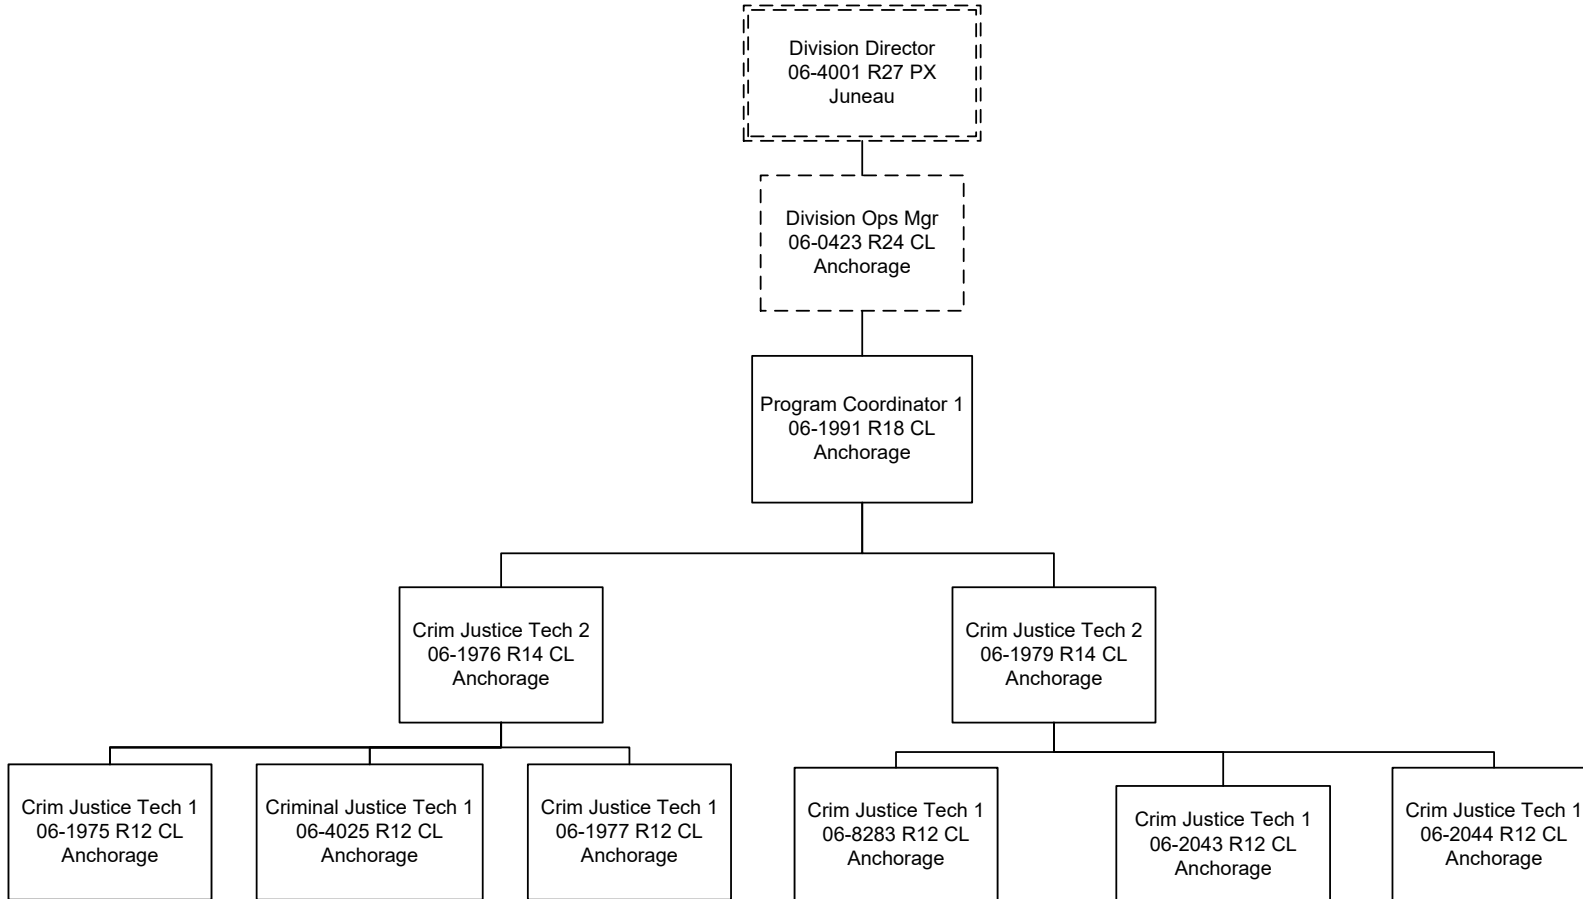 Division Director
06-4001 R27 PX
Juneau
Division Ops Mgr
06-0423 R24 CL
Anchorage
Program Coordinator 1
06-1991 R18 CL
Anchorage
Crim Justice Tech 2
06-1976 R14 CL
Anchorage
Crim Justice Tech 2
06-1979 R14 CL
Anchorage
Crim Justice Tech 1
06-1975 R12 CL
Anchorage
Criminal Justice Tech 1
06-4025 R12 CL
Anchorage
Crim Justice Tech 1
06-1977 R12 CL
Anchorage
Crim Justice Tech 1
06-8283 R12 CL
Anchorage
Crim Justice Tech 1
06-2043 R12 CL
Anchorage
Crim Justice Tech 1
06-2044 R12 CL
Anchorage